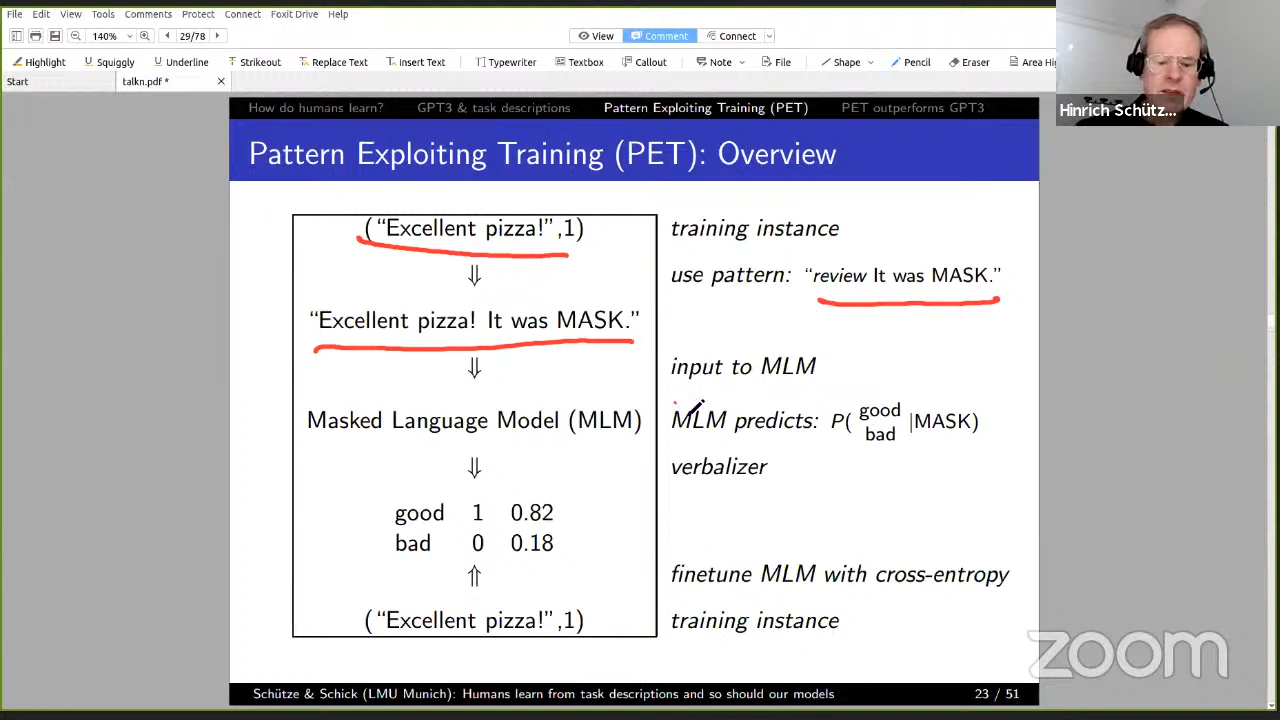 File Edit View Tools Comments Protect Connect Foxit Drive Help
140% 29/78 View Comment Connect
Highlight Squiggly Underline Strikeout Replace Text Insert Text Typewriter Textbox Callout Note File Shape Pencil Eraser Area Hig
Start talkn.pdf *
Hinrich Schütz...
How do humans learn? GPT3 & task descriptions Pattern Exploiting Training (PET) PET outperforms GPT3
Pattern Exploiting Training (PET): Overview
(“Excellent pizza!”,1) training instance
⇓ use pattern: “review It was MASK.”
“Excellent pizza! It was MASK.”
⇓ input to MLM
Masked Language Model (MLM) MLM predicts: P( good bad |MASK)
⇓ verbalizer
good 1 0.82
bad 0 0.18
⇑ finetune MLM with cross-entropy
(“Excellent pizza!”,1) training instance
zoom
Schütze & Schick (LMU Munich): Humans learn from task descriptions and so should our models 23 / 51